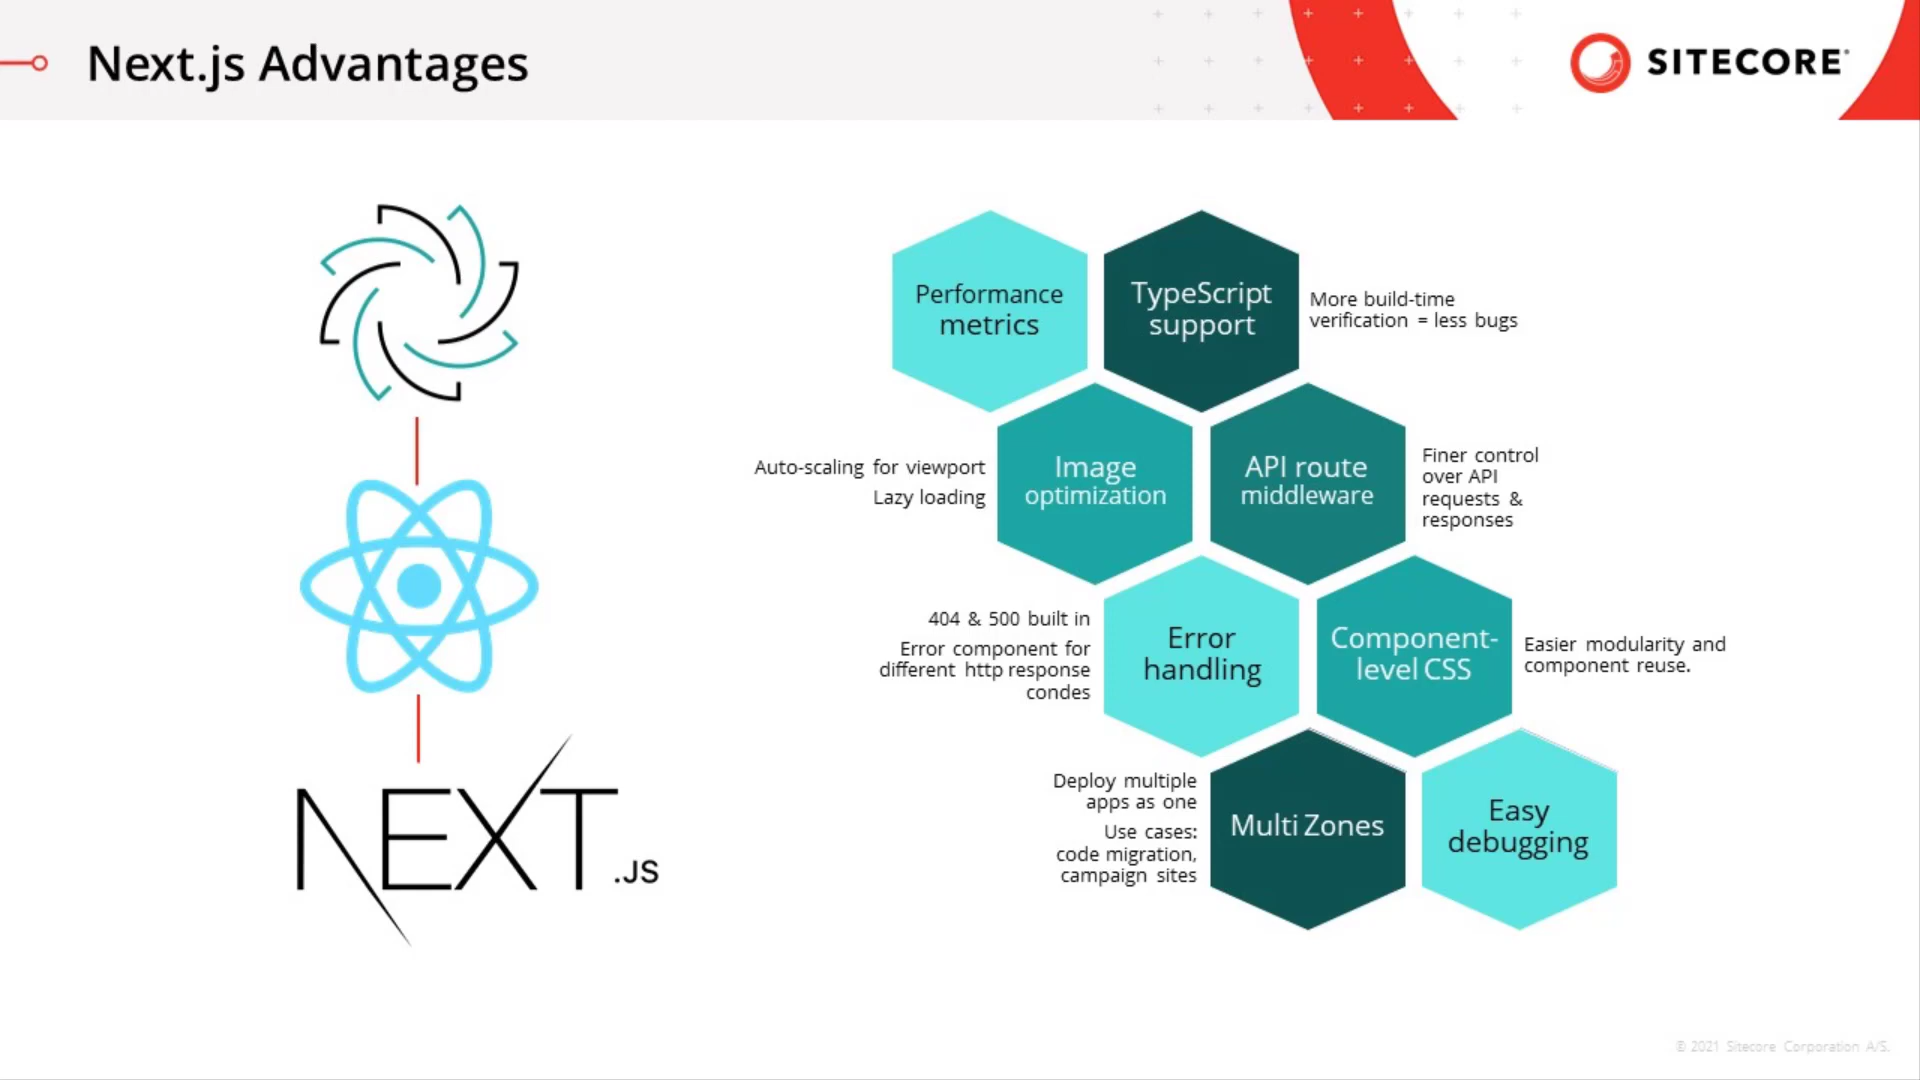 Next.js Advantages
SITECORE
NEXT.JS
Performance
metrics
TypeScript
support
More build-time
verification = less bugs
Auto-scaling for viewport
Lazy loading
Image
optimization
API route
middleware
Finer control
over API
requests &
responses
404 & 500 built in
Error component for
different http response
condes
Error
handling
Component-
level CSS
Easier modularity and
component reuse.
Deploy multiple
apps as one
Use cases:
code migration,
campaign sites
Multi Zones
Easy
debugging
© 2021 Sitecore Corporation A/S.